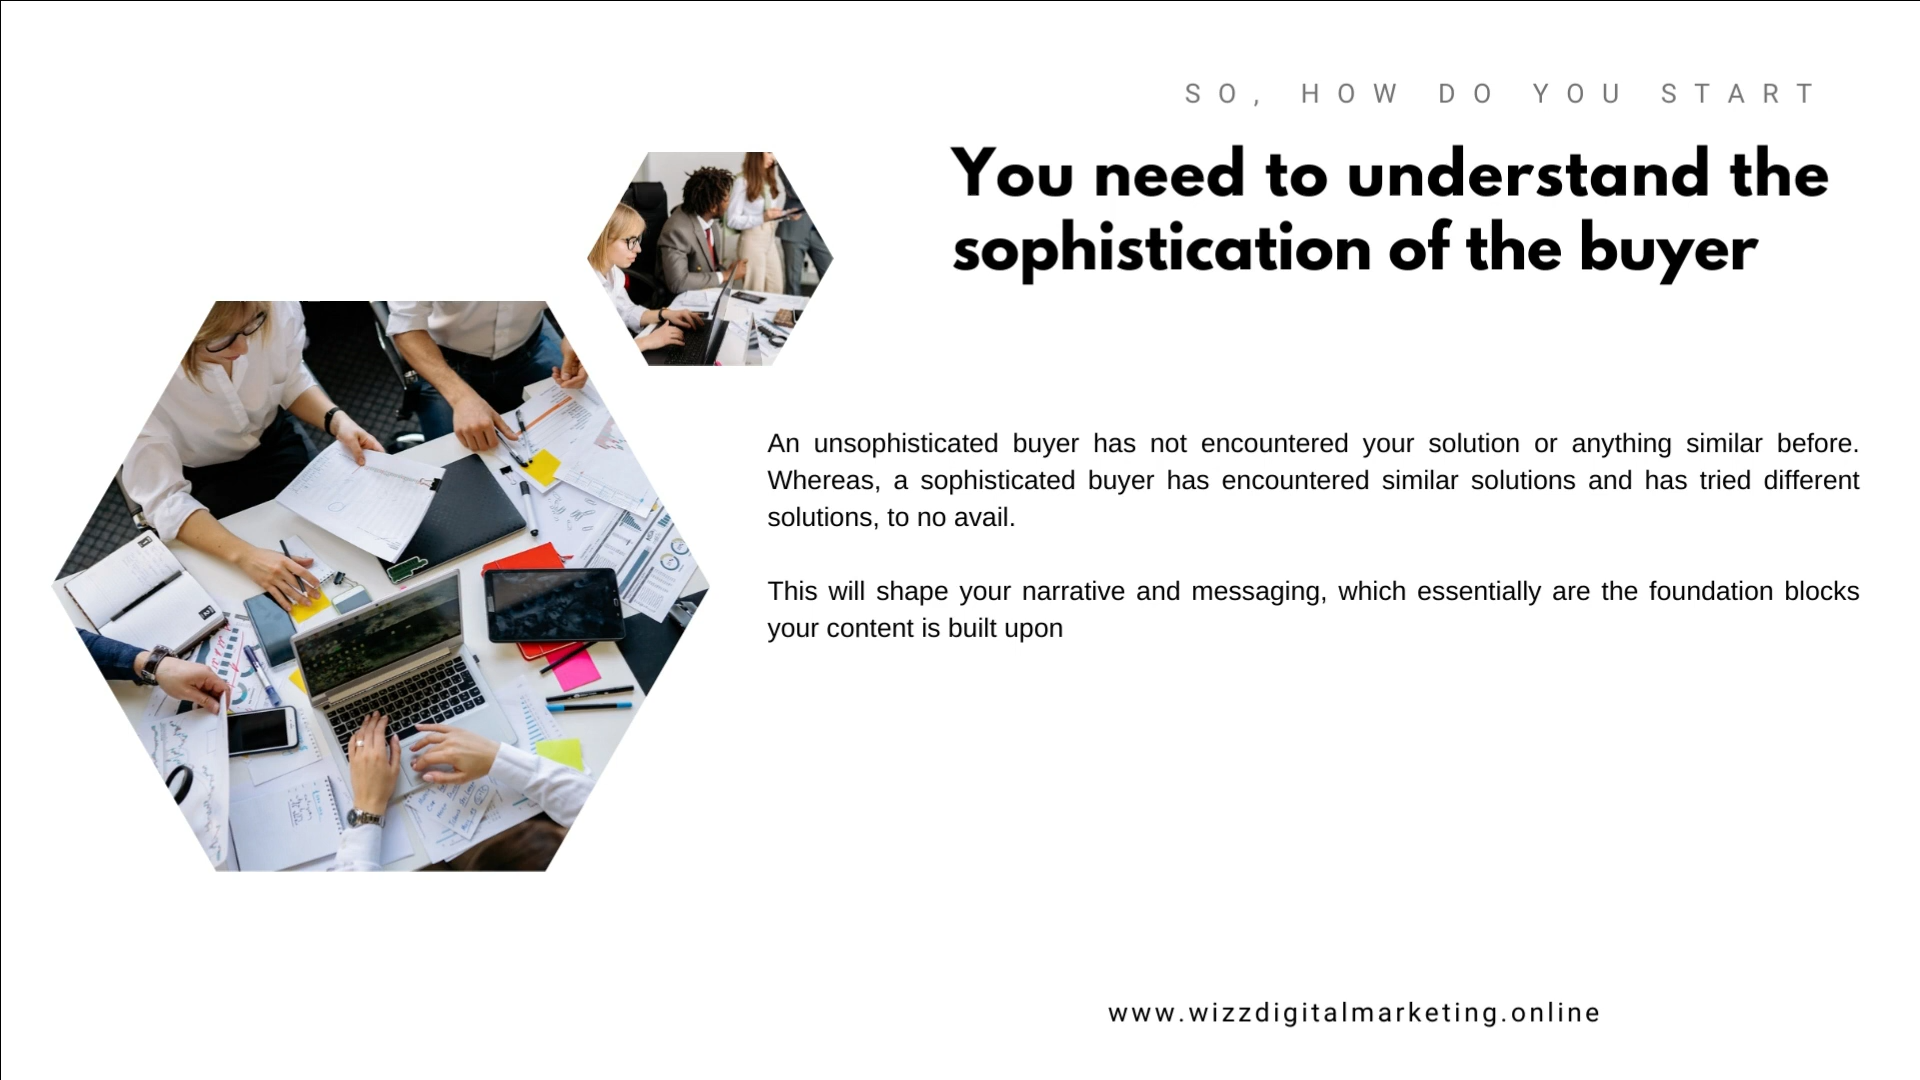 SO, HOW DO YOU START
You need to understand the
sophistication of the buyer
An unsophisticated buyer has not encountered your solution or anything similar before.
Whereas, a sophisticated buyer has encountered similar solutions and has tried different
solutions, to no avail.
This will shape your narrative and messaging, which essentially are the foundation blocks
your content is built upon
www.wizzdigitalmarketing.online